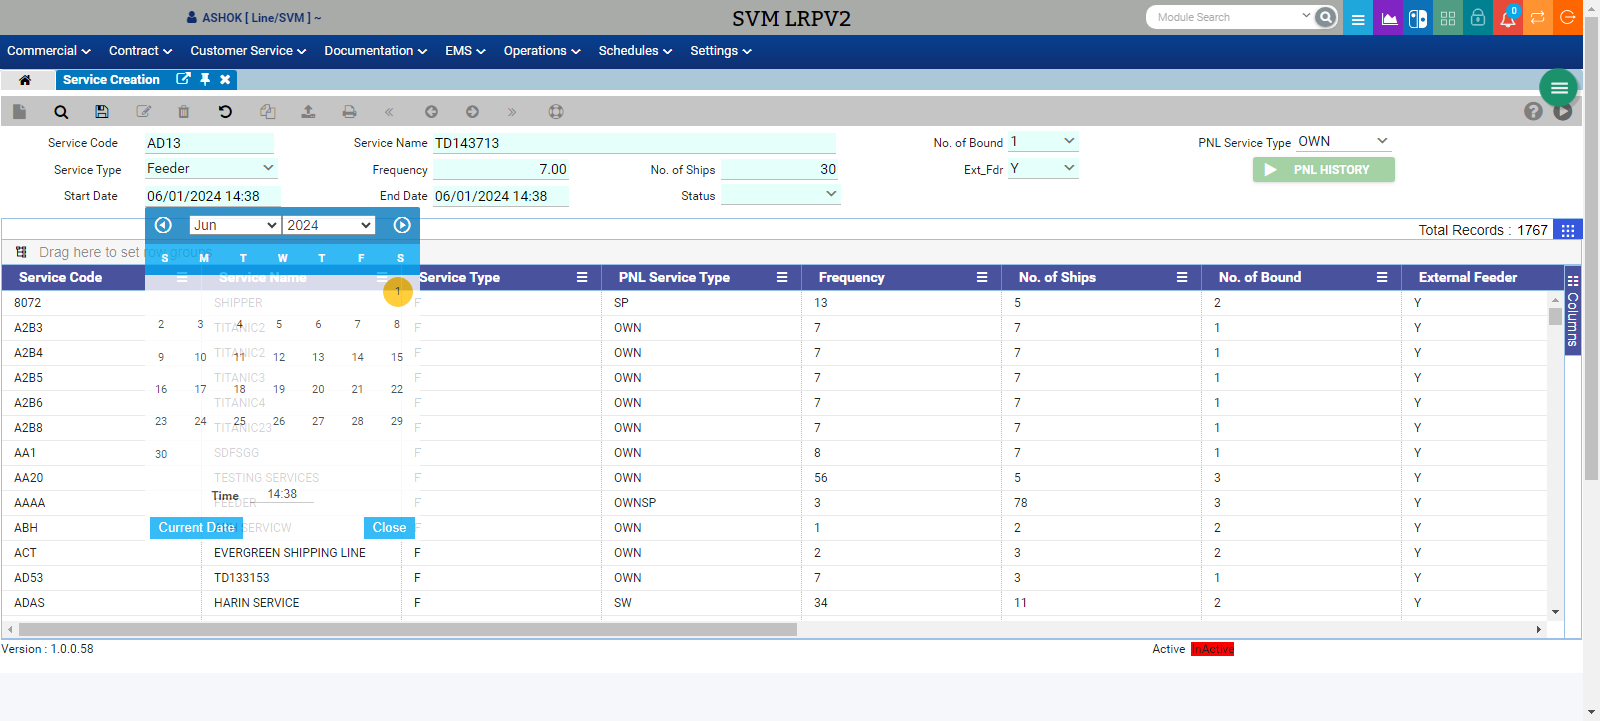 ASHOK [ Line/SVM ] ~
SVM LRPV2
Module Search
0
Commercial
Contract
Customer Service
Documentation
EMS
Operations
Schedules
Settings
Service Creation
Service Code AD13 Service Name TD143713 No. of Bound 1 PNL Service Type OWN
Service Type Feeder Frequency 7.00 No. of Ships 30 Ext_Fdr Y PNL HISTORY
Start Date 06/01/2024 14:38 End Date 06/01/2024 14:38 Status
Jun 2024
S M T W T F S
1
2 3 4 5 6 7 8
9 10 11 12 13 14 15
16 17 18 19 20 21 22
23 24 25 26 27 28 29
30
Time 14:38
Current Date Close
Total Records : 1767
Drag here to set row groups
Service Code Service Name Service Type PNL Service Type Frequency No. of Ships No. of Bound External Feeder
8072 SHIPPER F SP 13 5 2 Y
A2B3 TITANIC2 F OWN 7 7 1 Y
A2B4 TITANIC2 F OWN 7 7 1 Y
A2B5 TITANIC3 F OWN 7 7 1 Y
A2B6 TITANIC4 F OWN 7 7 1 Y
A2B8 TITANIC23 F OWN 7 7 1 Y
AA1 SDFSGG F OWN 8 7 1 Y
AA20 TESTING SERVICES F OWN 56 5 3 Y
AAAA FEEDER F OWNSP 3 78 3 Y
ABH SERVICW F OWN 1 2 2 Y
ACT EVERGREEN SHIPPING LINE F OWN 2 3 2 Y
AD53 TD133153 F OWN 7 3 1 Y
ADAS HARIN SERVICE F SW 34 11 2 Y
Columns
Version : 1.0.0.58
Active InActive